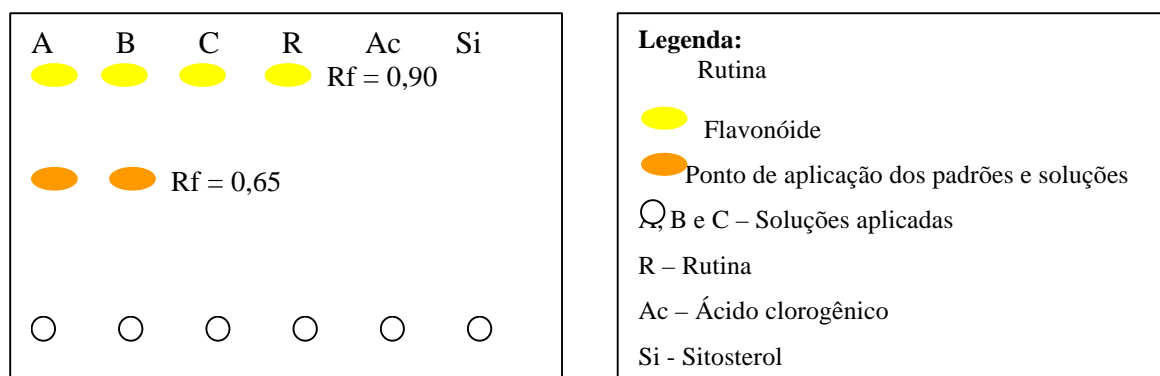 A B C R Ac Si
Rf = 0,90
Rf = 0,65
Legenda:
Rutina
Flavonóide
Ponto de aplicação dos padrões e soluções
A, B e C – Soluções aplicadas
R – Rutina
Ac – Ácido clorogênico
Si - Sitosterol